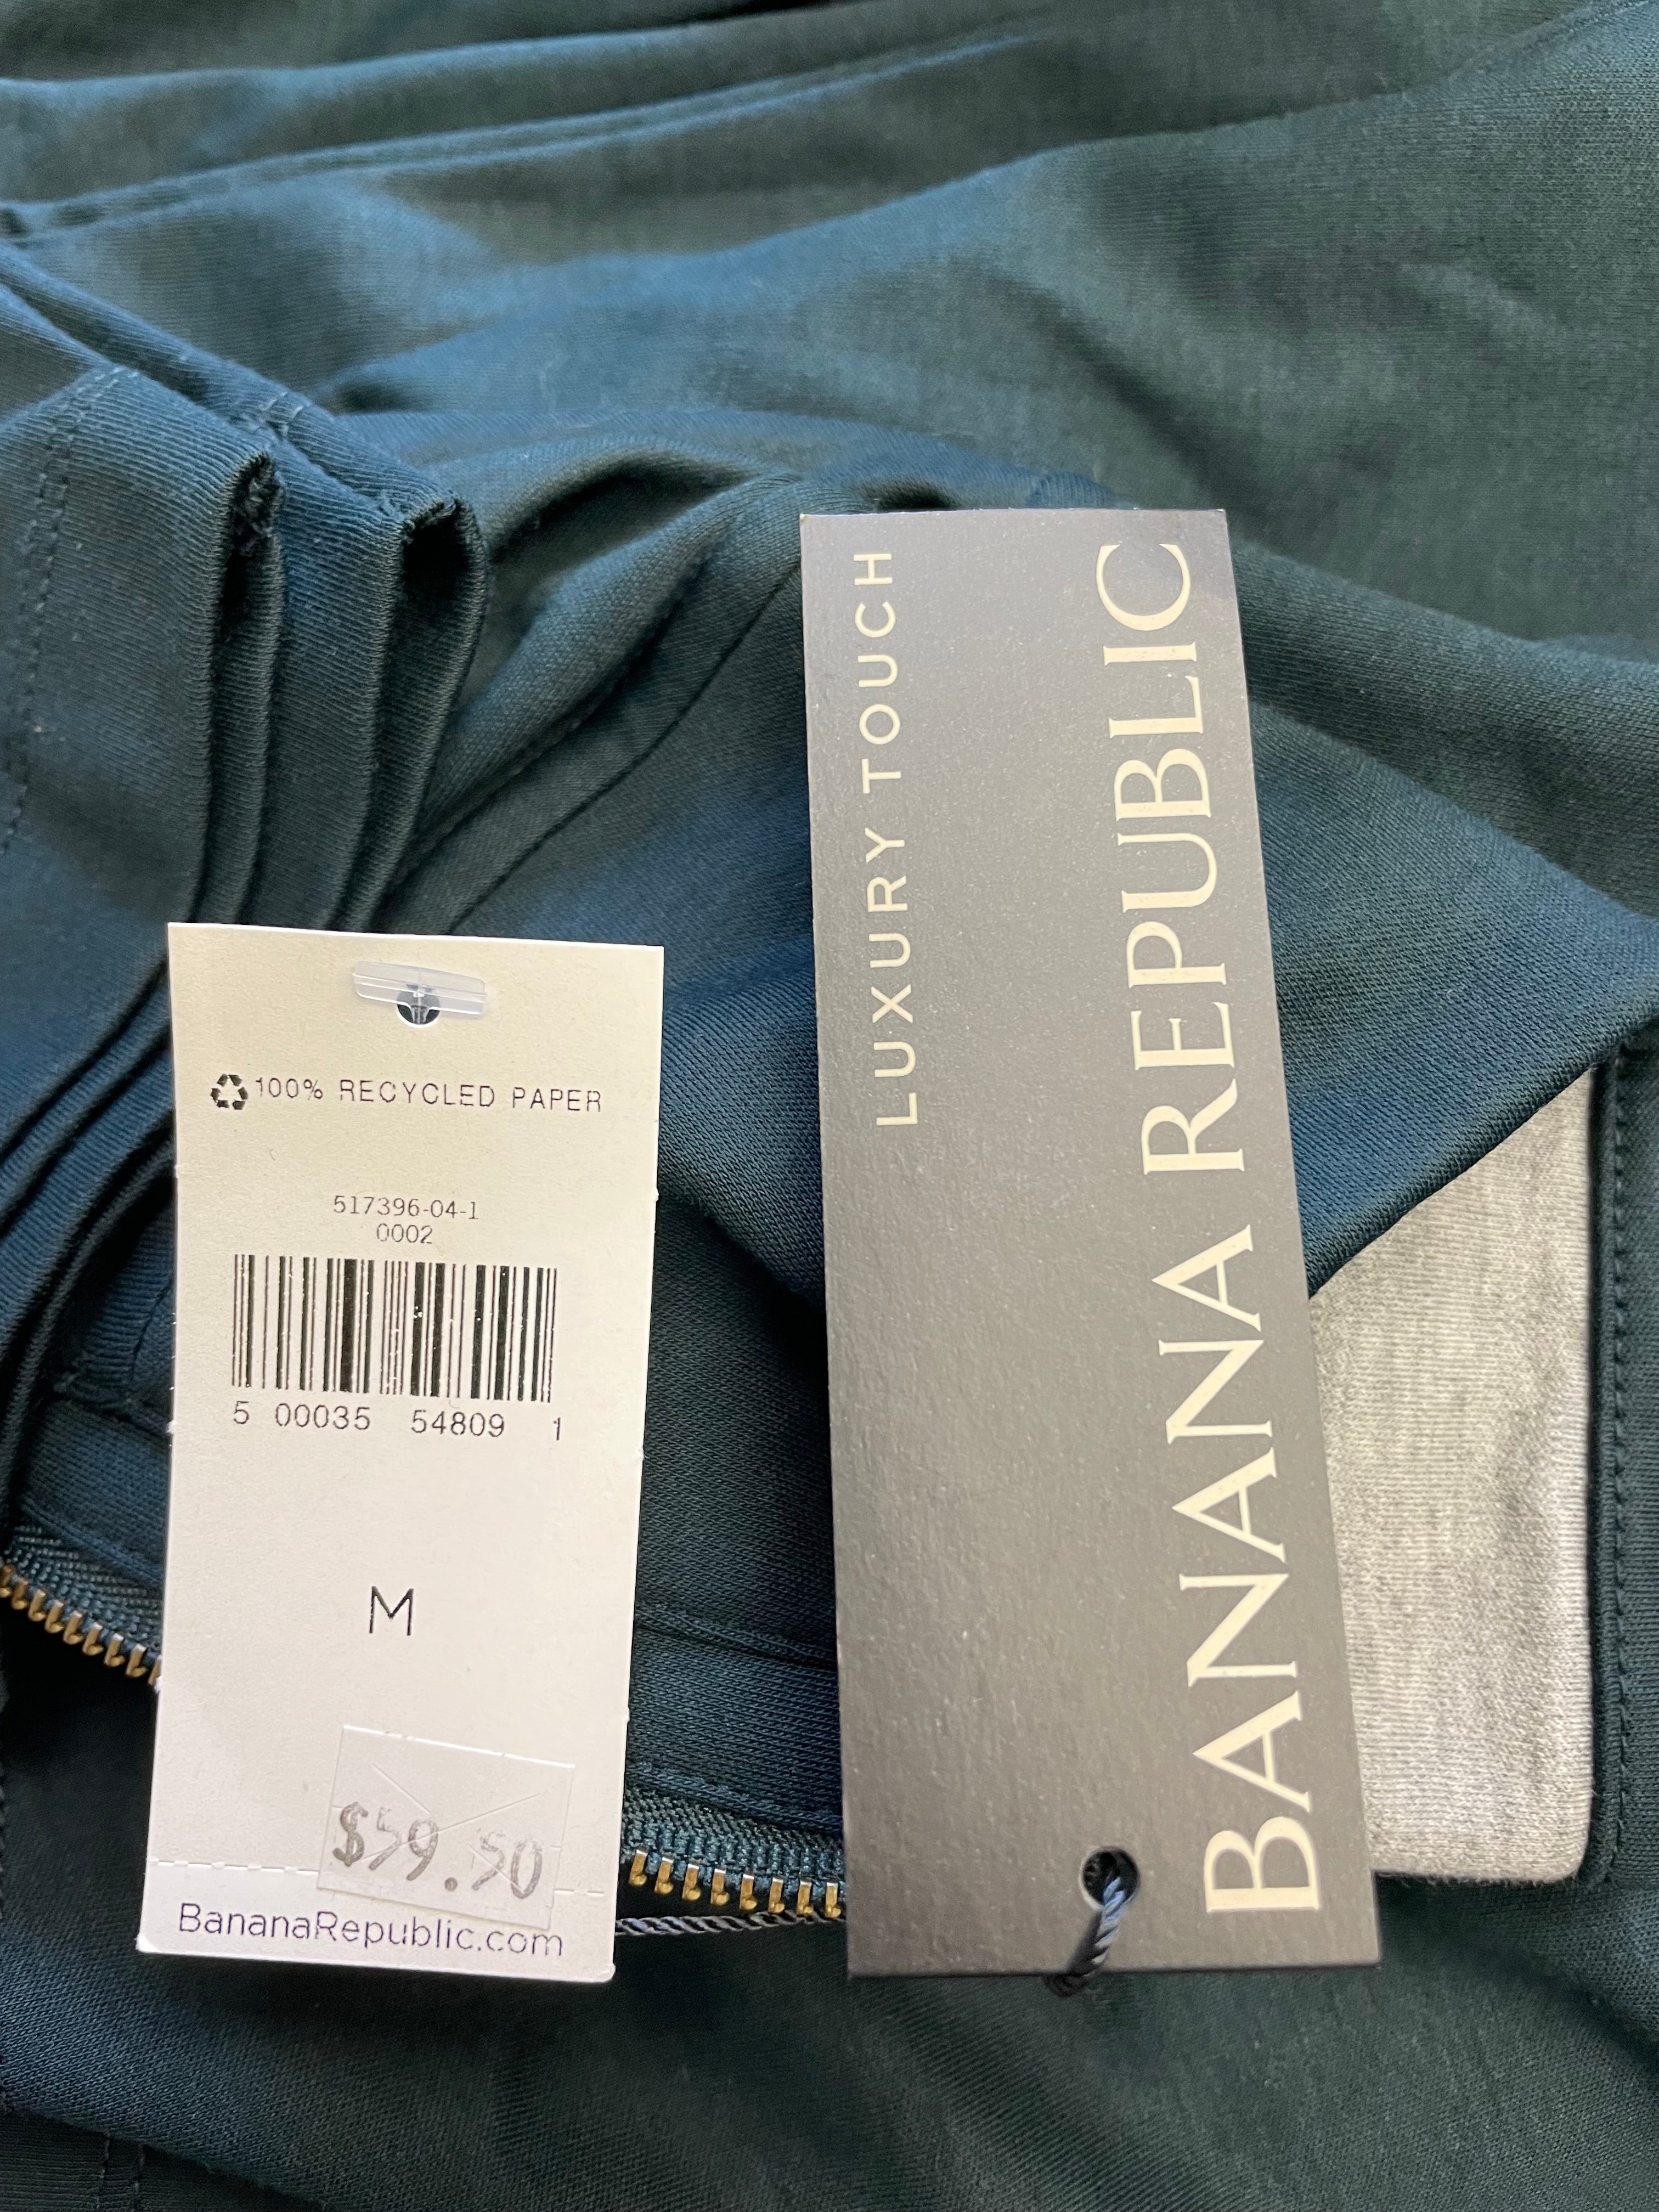 100% RECYCLED PAPER
517396-04-1
0002
5 00035 54809 1
M
$59.50
BananaRepublic.com
LUXURY TOUCH
BANANA REPUBLIC